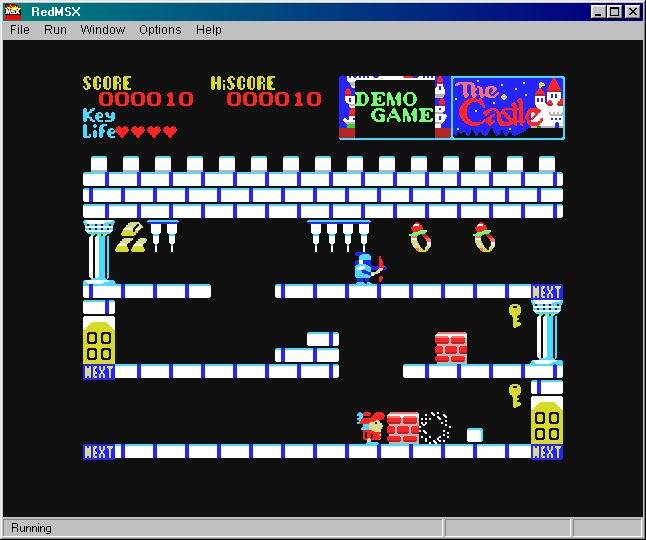 RedMSX
File Run Window Options Help
SCORE
000010
HiSCORE
000010
Key
Life
DEMO
GAME
The
Castle
NEXT
NEXT
NEXT
NEXT
Running